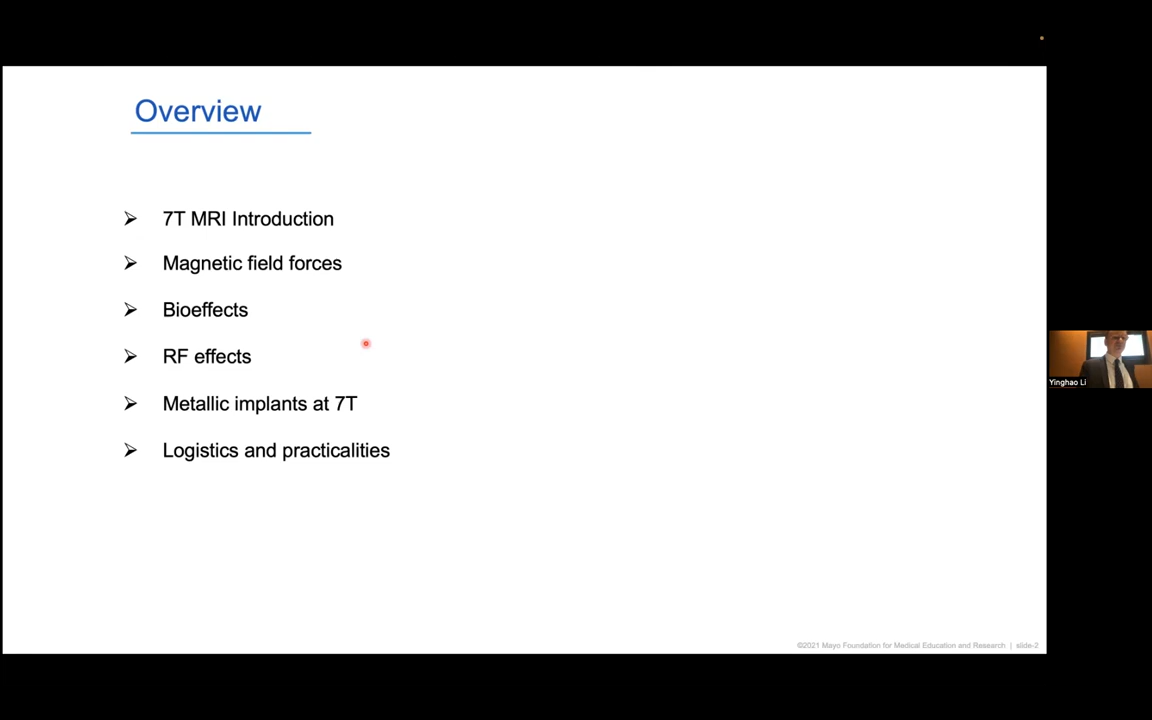 Overview
7T MRI Introduction
Magnetic field forces
Bioeffects
RF effects
Metallic implants at 7T
Logistics and practicalities
Yinghao Li
©2021 Mayo Foundation for Medical Education and Research | slide-2